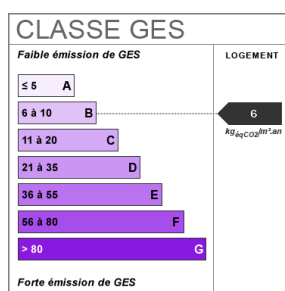 CLASSE GES
Faible émission de GES
LOGEMENT
≤ 5 A
6 à 10 B
6
kgéqCO2/m².an
11 à 20 C
21 à 35 D
36 à 55 E
56 à 80 F
> 80 G
Forte émission de GES